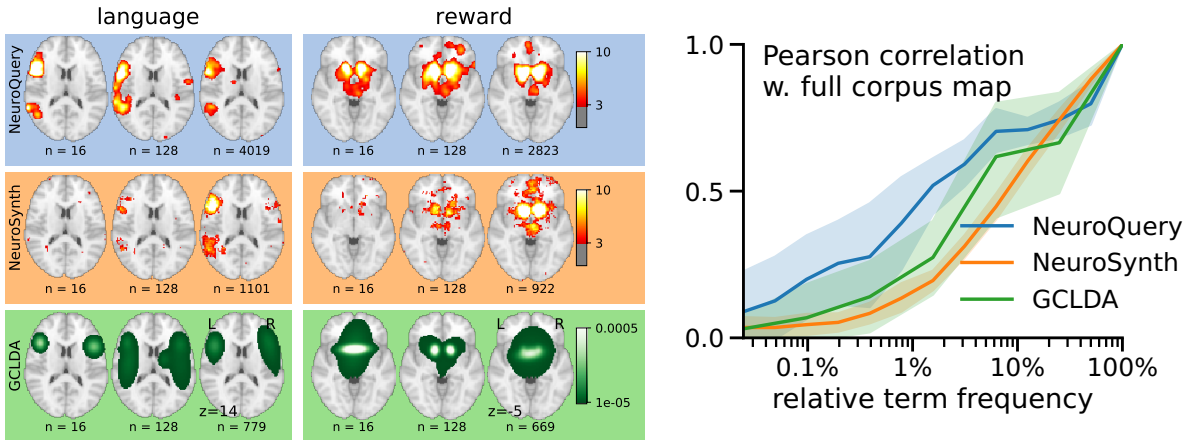 language
reward
NeuroQuery
n = 16
n = 128
n = 4019
n = 16
n = 128
n = 2823
10
3
NeuroSynth
n = 16
n = 128
n = 1101
n = 16
n = 128
n = 922
10
3
GCLDA
L
R
z=14
n = 16
n = 128
n = 779
L
R
z=-5
n = 16
n = 128
n = 669
0.0005
1e-05
Pearson correlation
w. full corpus map
1.0
0.5
0.0
NeuroQuery
NeuroSynth
GCLDA
0.1%
1%
10%
100%
relative term frequency